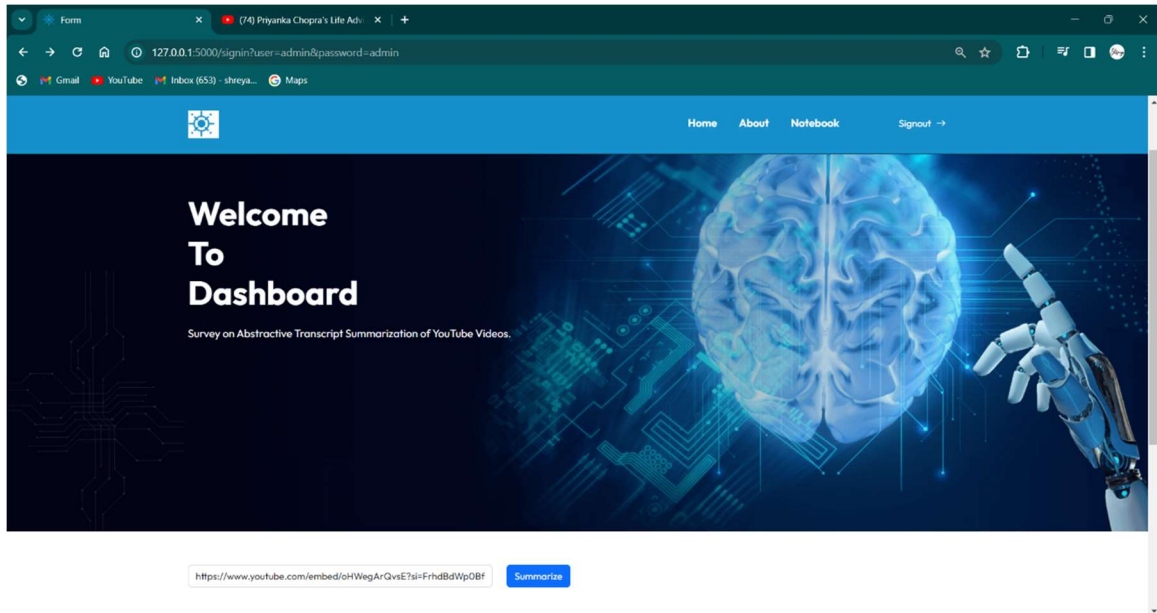 Form
(74) Priyanka Chopra's Life Adv
127.0.0.1:5000/signin?user=admin&password=admin
Gmail
YouTube
Inbox (653) - shreya...
Maps
Home
About
Notebook
Signout →
Welcome
To
Dashboard
Survey on Abstractive Transcript Summarization of YouTube Videos.
https://www.youtube.com/embed/oHWegArQvsE?si=FrhdBdWp0Bf
Summarize